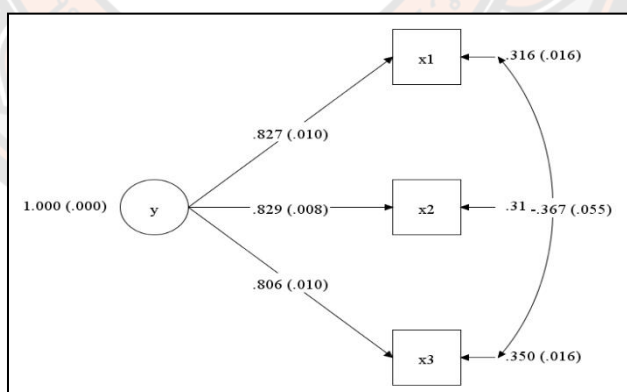 x1
.316 (.016)
.827 (.010)
1.000 (.000)
y
.829 (.008)
x2
.31
-.367 (.055)
.806 (.010)
x3
.350 (.016)